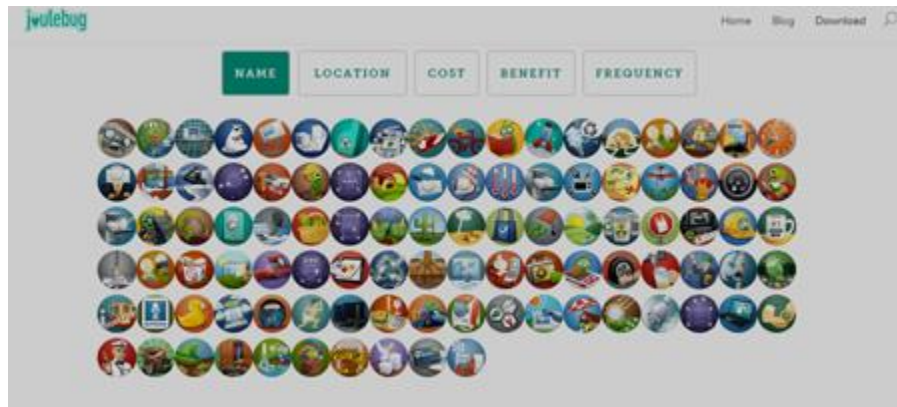 joulebug
Home Blog Download
NAME LOCATION COST BENEFIT FREQUENCY